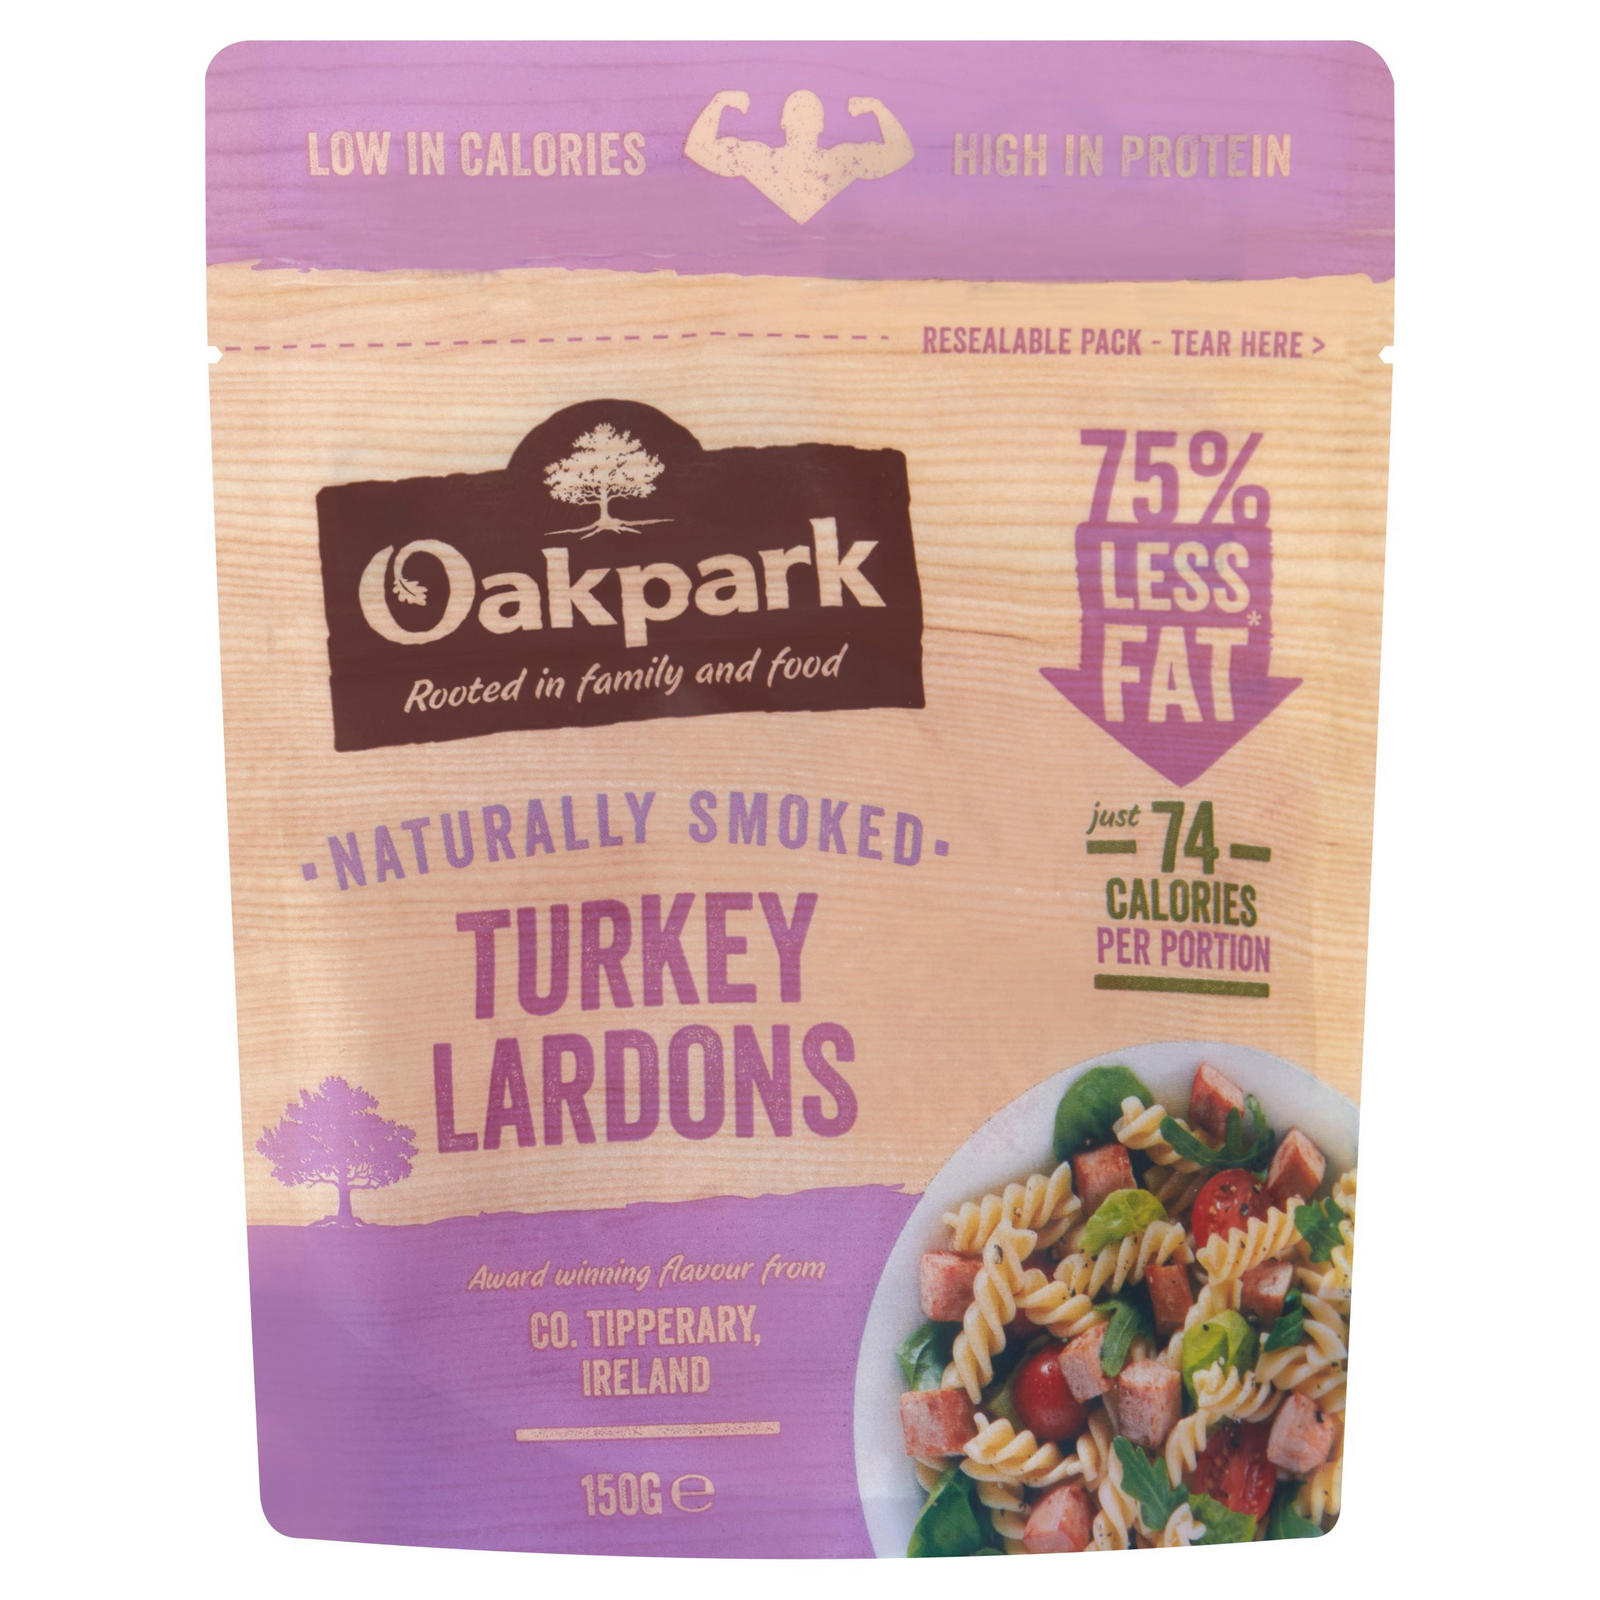 LOW IN CALORIES
HIGH IN PROTEIN
RESEALABLE PACK - TEAR HERE >
Oakpark
Rooted in family and food
75%
LESS
FAT*
just 74
CALORIES
PER PORTION
·NATURALLY SMOKED·
TURKEY
LARDONS
Award winning flavour from
CO. TIPPERARY,
IRELAND
150G ℮